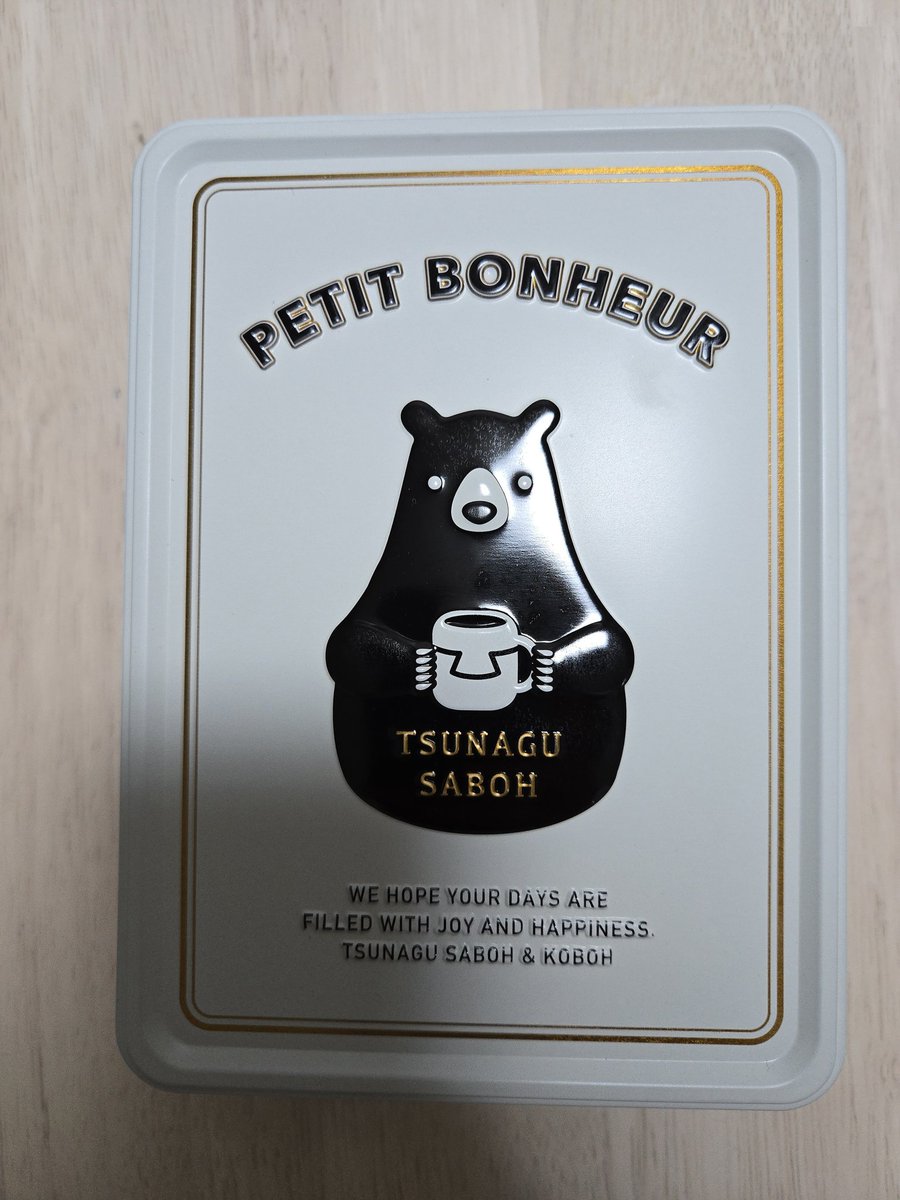 PETIT BONHEUR
TSUNAGU
SABOH
WE HOPE YOUR DAYS ARE
FILLED WITH JOY AND HAPPINESS.
TSUNAGU SABOH & KOBOH